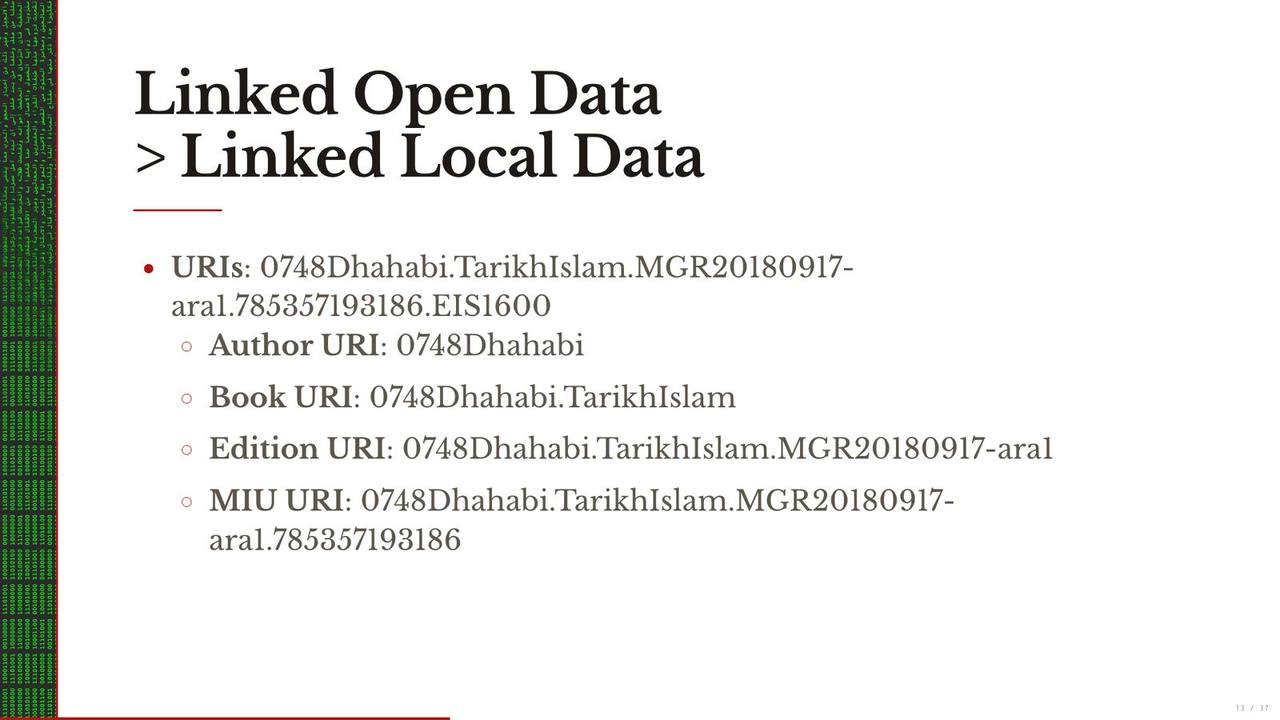 Linked Open Data
> Linked Local Data
• URIs: 0748Dhahabi.TarikhIslam.MGR20180917-
ara1.785357193186.EIS1600
○ Author URI: 0748Dhahabi
○ Book URI: 0748Dhahabi.TarikhIslam
○ Edition URI: 0748Dhahabi.TarikhIslam.MGR20180917-ara1
○ MIU URI: 0748Dhahabi.TarikhIslam.MGR20180917-
ara1.785357193186
13 / 37